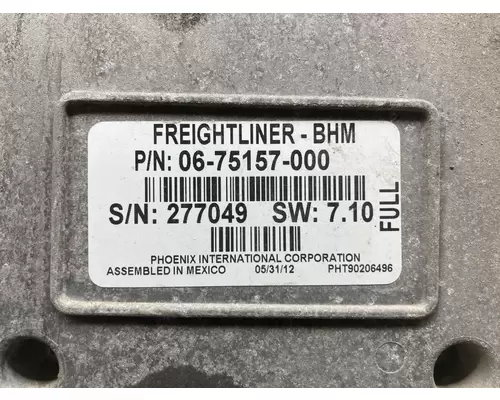 FREIGHTLINER - BHM
P/N: 06-75157-000
S/N: 277049 SW: 7.10
FULL
PHOENIX INTERNATIONAL CORPORATION
ASSEMBLED IN MEXICO 05/31/12 PHT90206496